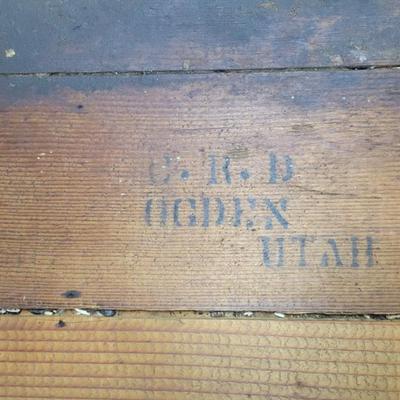 C. R. D
OGDEN
UTAH